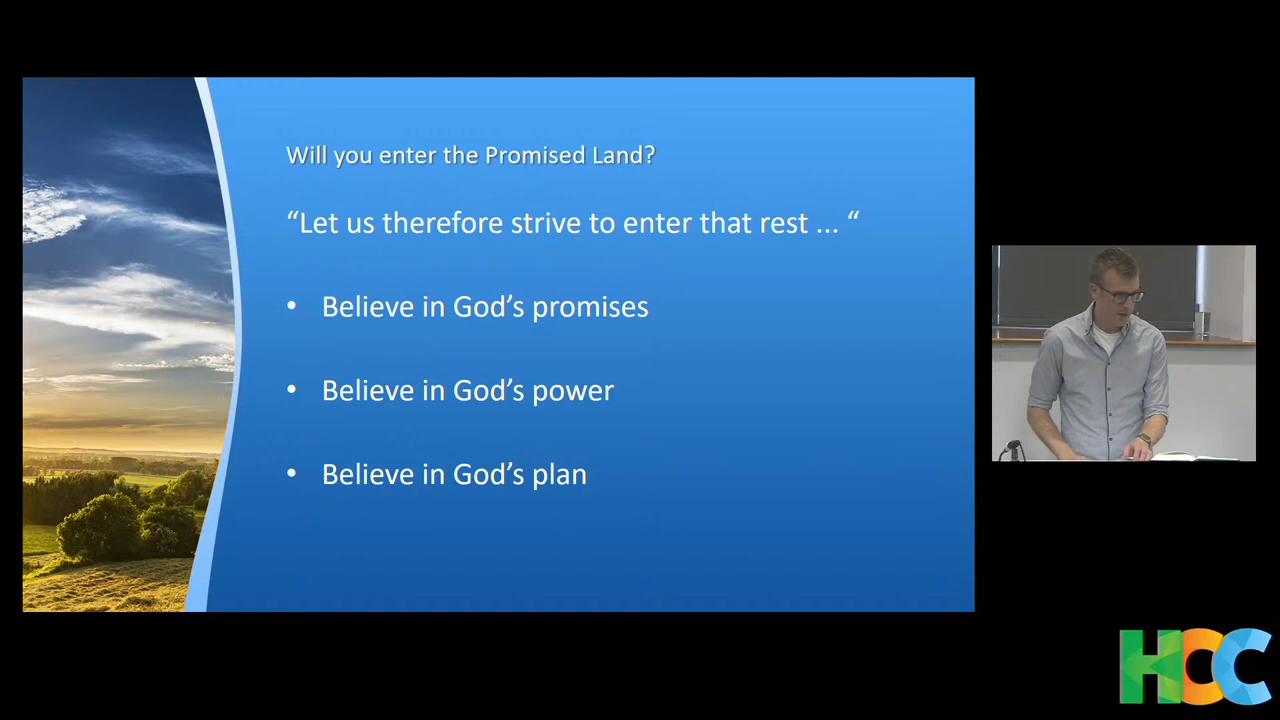 Will you enter the Promised Land?
“Let us therefore strive to enter that rest ... “
• Believe in God’s promises
• Believe in God’s power
• Believe in God’s plan
HCC